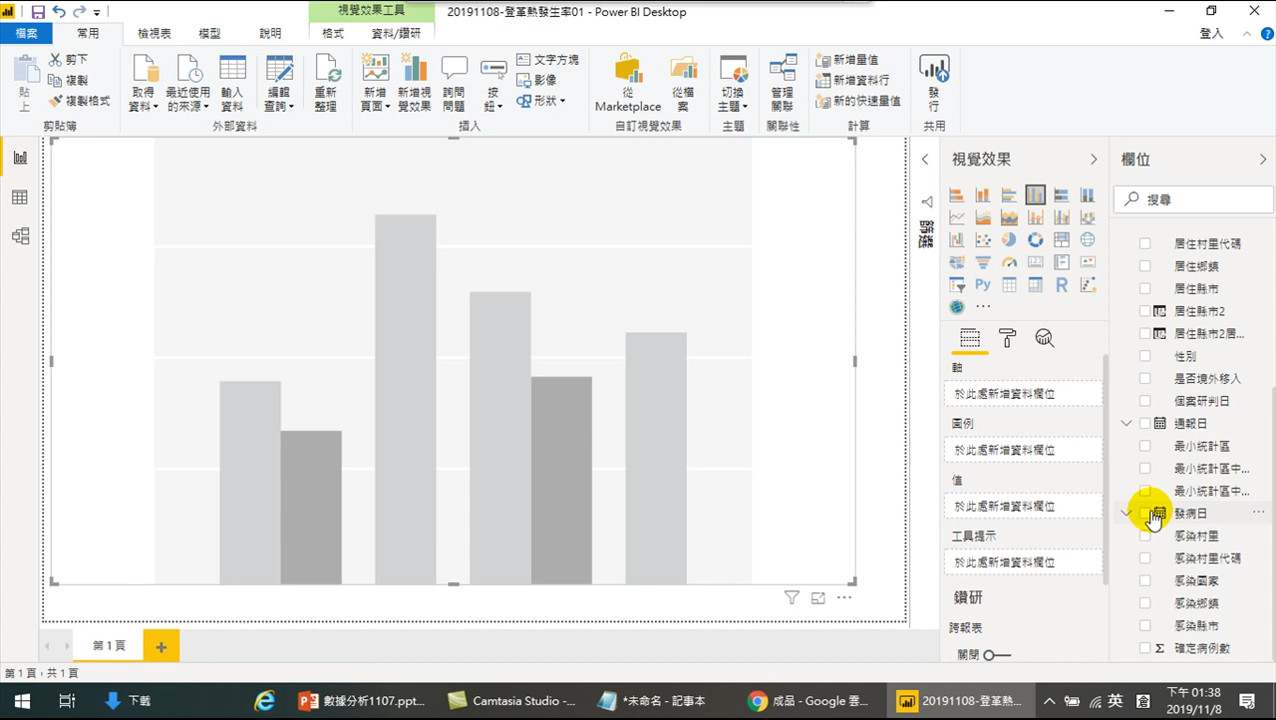 視覺效果工具
20191108-登革熱發生率01 - Power BI Desktop
檔案
常用
檢視表
模型
說明
格式
資料/鑽研
登入
貼上
剪下
複製
複製格式
剪貼簿
取得資料
最近使用的來源
輸入資料
編輯查詢
重新整理
外部資料
新增頁面
新增視覺效果
詢問問題
按鈕
文字方塊
影像
形狀
插入
從 Marketplace
從檔案
自訂視覺效果
切換主題
主題
管理關聯
關聯性
新增量值
新增資料行
新的快速量值
計算
發行
共用
篩選
視覺效果
Py
R
軸
於此處新增資料欄位
圖例
於此處新增資料欄位
值
於此處新增資料欄位
工具提示
於此處新增資料欄位
鑽研
跨報表
關閉
欄位
搜尋
居住村里代碼
居住鄉鎮
居住縣市
居住縣市2
居住縣市2居...
性別
是否境外移入
個案研判日
通報日
最小統計區
最小統計區中...
最小統計區中...
發病日
感染村里
感染村里代碼
感染國家
感染鄉鎮
感染縣市
Σ 確定病例數
第 1 頁
第 1 頁，共 1 頁
下載
數據分析1107.ppt...
Camtasia Studio -...
*未命名 - 記事本
成品 - Google 雲...
20191108-登革熱...
英
下午 01:38
2019/11/8